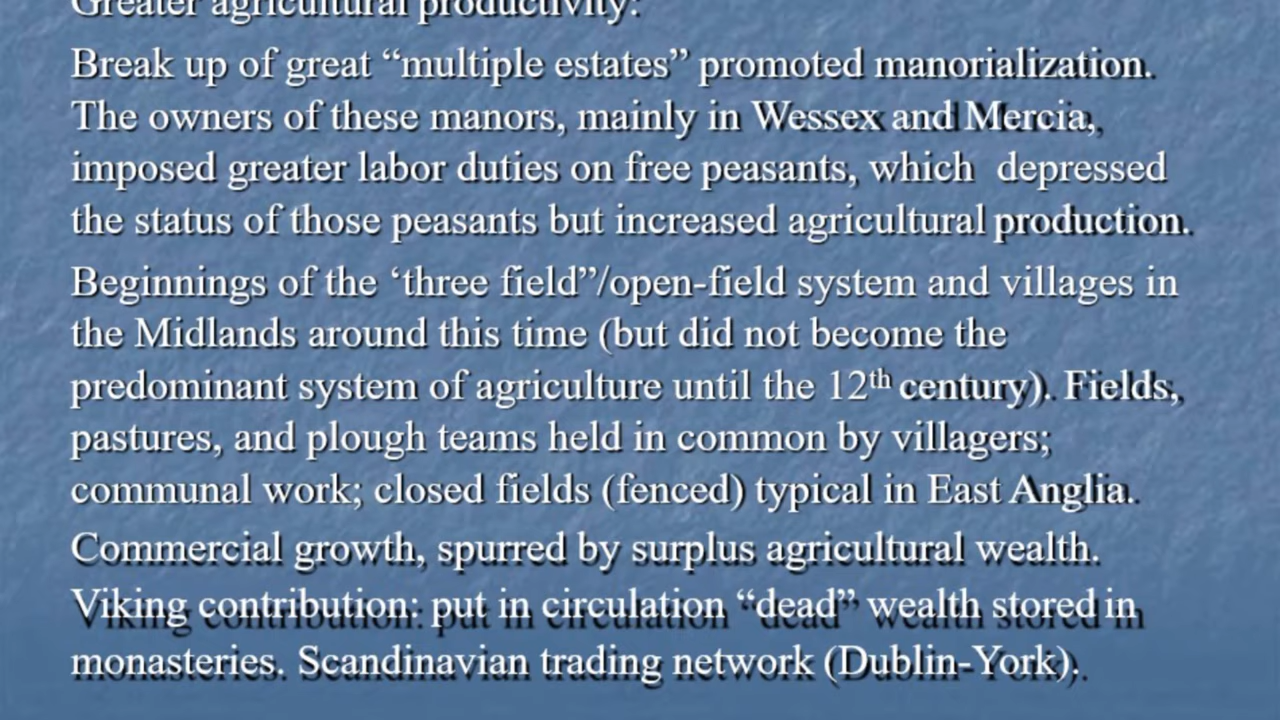 Greater agricultural productivity:
Break up of great “multiple estates” promoted manorialization.
The owners of these manors, mainly in Wessex and Mercia,
imposed greater labor duties on free peasants, which depressed
the status of those peasants but increased agricultural production.
Beginnings of the ‘three field”/open-field system and villages in
the Midlands around this time (but did not become the
predominant system of agriculture until the 12th century). Fields,
pastures, and plough teams held in common by villagers;
communal work; closed fields (fenced) typical in East Anglia.
Commercial growth, spurred by surplus agricultural wealth.
Viking contribution: put in circulation “dead” wealth stored in
monasteries. Scandinavian trading network (Dublin-York).